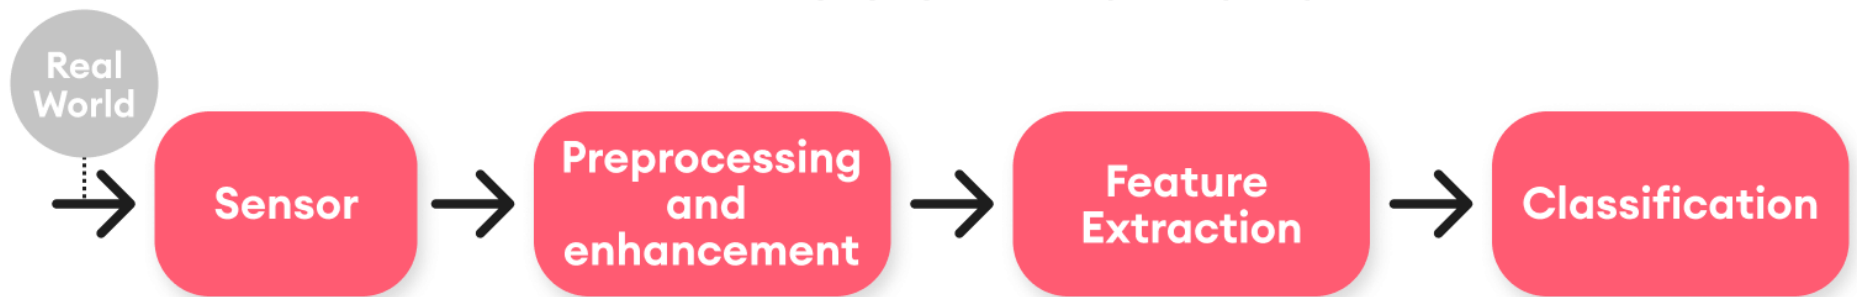 Real
World
Sensor
Preprocessing
and
enhancement
Feature
Extraction
Classification